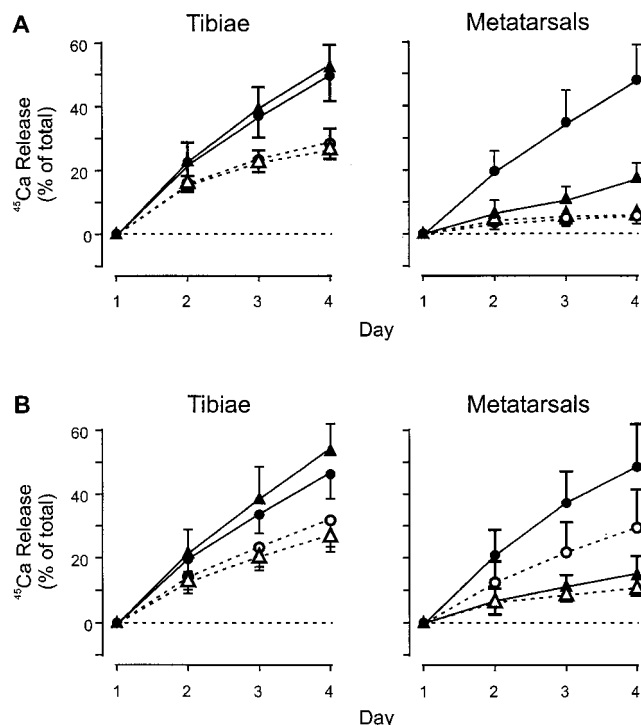 A
Tibiae
Metatarsals
⁴⁵Ca Release
(% of total)
60
40
20
0
1 2 3 4
1 2 3 4
Day
B
Tibiae
Metatarsals
⁴⁵Ca Release
(% of total)
60
40
20
0
1 2 3 4
1 2 3 4
Day